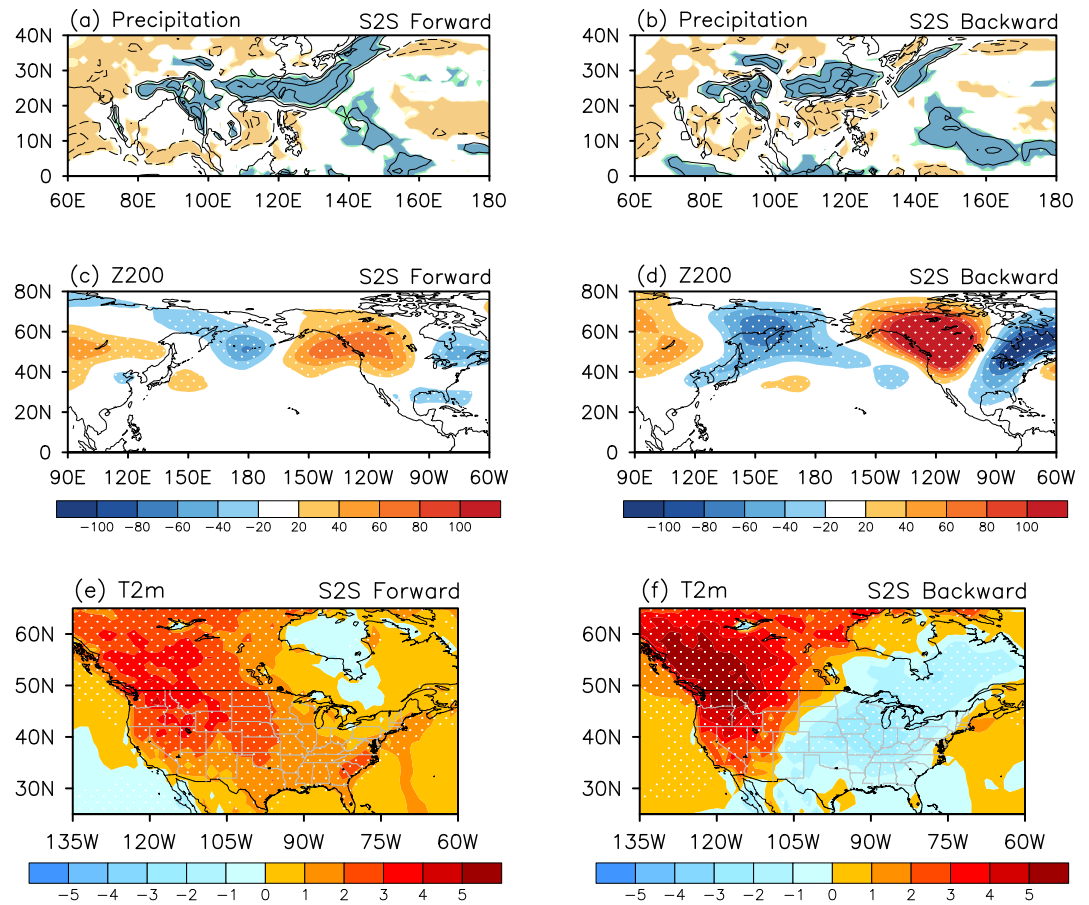 (a) Precipitation S2S Forward
40N
30N
20N
10N
0
60E 80E 100E 120E 140E 160E 180
(b) Precipitation S2S Backward
40N
30N
20N
10N
0
60E 80E 100E 120E 140E 160E 180
(c) Z200 S2S Forward
80N
60N
40N
20N
0
90E 120E 150E 180 150W 120W 90W 60W
-100 -80 -60 -40 -20 20 40 60 80 100
(d) Z200 S2S Backward
80N
60N
40N
20N
0
90E 120E 150E 180 150W 120W 90W 60W
-100 -80 -60 -40 -20 20 40 60 80 100
(e) T2m S2S Forward
60N
50N
40N
30N
135W 120W 105W 90W 75W 60W
-5 -4 -3 -2 -1 0 1 2 3 4 5
(f) T2m S2S Backward
60N
50N
40N
30N
135W 120W 105W 90W 75W 60W
-5 -4 -3 -2 -1 0 1 2 3 4 5